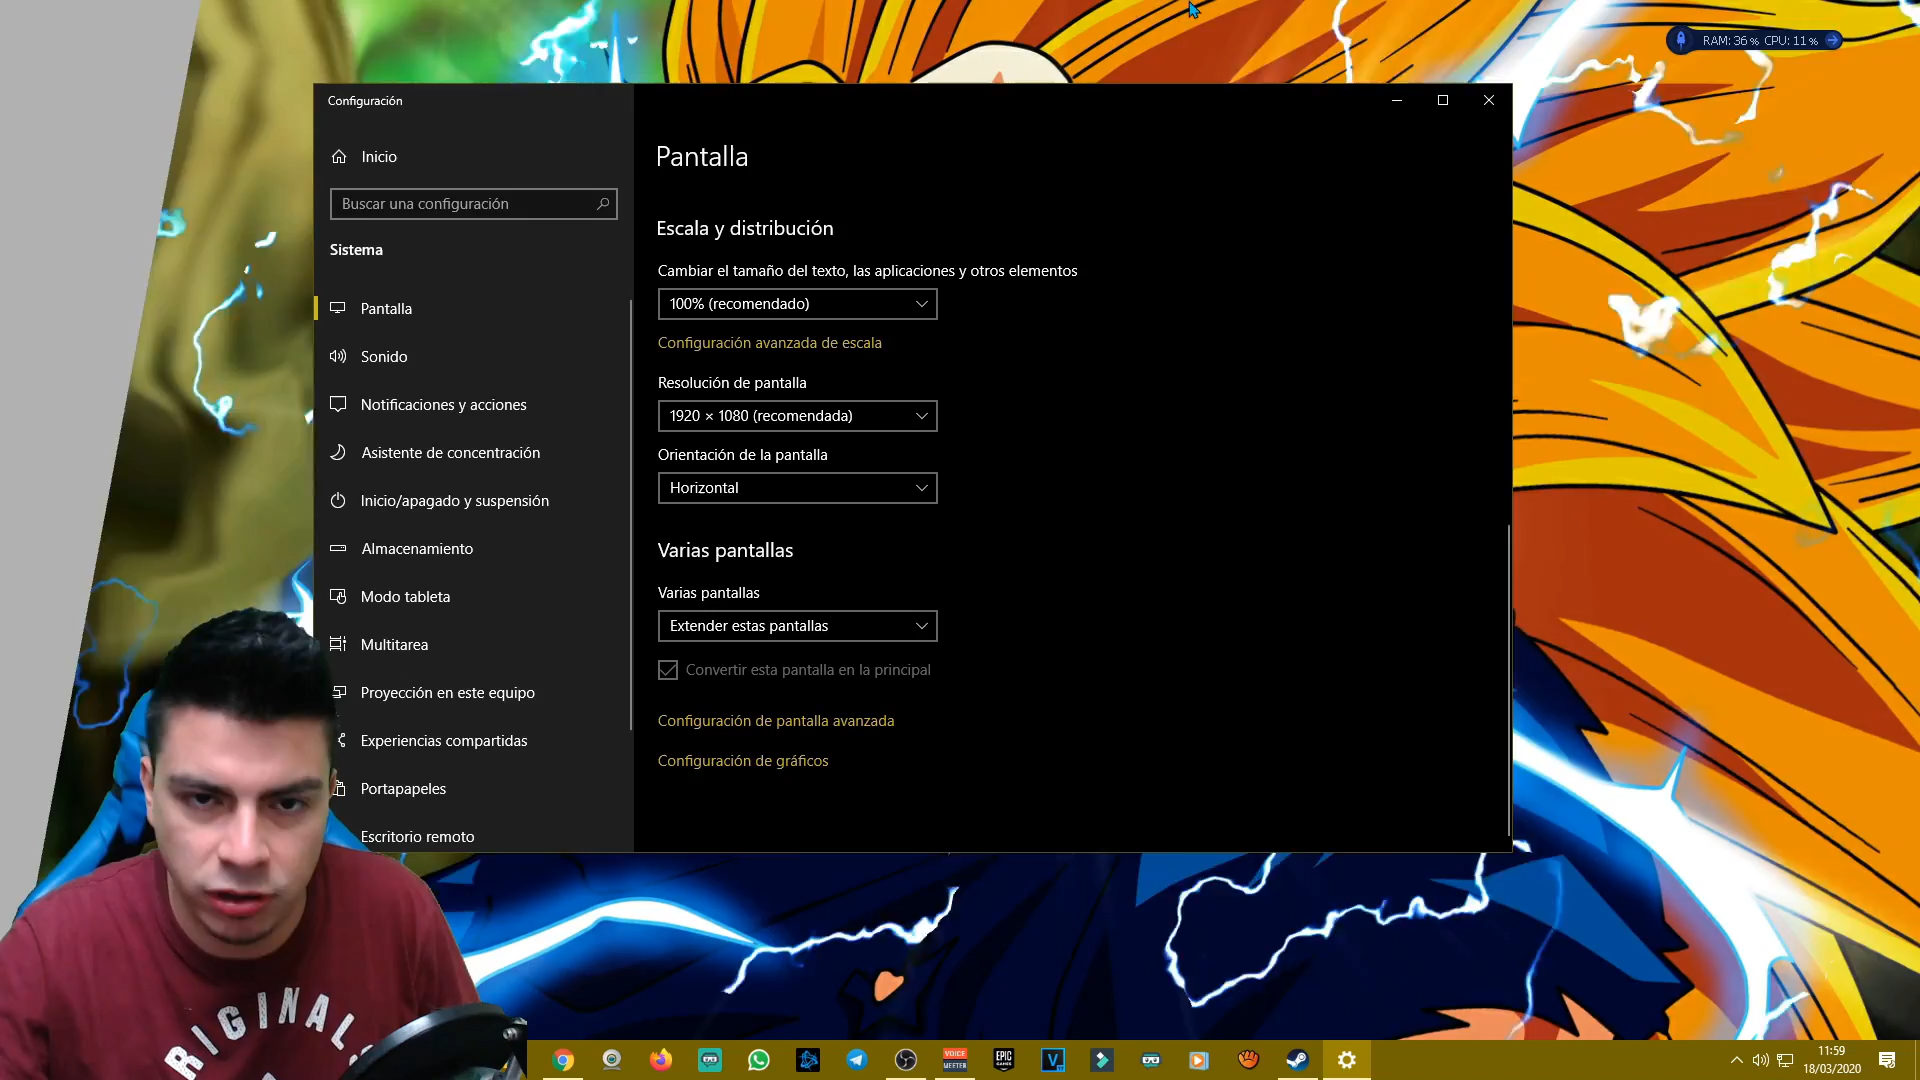 RAM: 36 % CPU: 11 %
Configuración
Inicio
Buscar una configuración
Sistema
Pantalla
Sonido
Notificaciones y acciones
Asistente de concentración
Inicio/apagado y suspensión
Almacenamiento
Modo tableta
Multitarea
Proyección en este equipo
Experiencias compartidas
Portapapeles
Escritorio remoto
Pantalla
Escala y distribución
Cambiar el tamaño del texto, las aplicaciones y otros elementos
100% (recomendado)
Configuración avanzada de escala
Resolución de pantalla
1920 × 1080 (recomendada)
Orientación de la pantalla
Horizontal
Varias pantallas
Varias pantallas
Extender estas pantallas
Convertir esta pantalla en la principal
Configuración de pantalla avanzada
Configuración de gráficos
ORIGINAL
VOICE
MEETER
EPIC
GAMES
V
11:59
18/03/2020